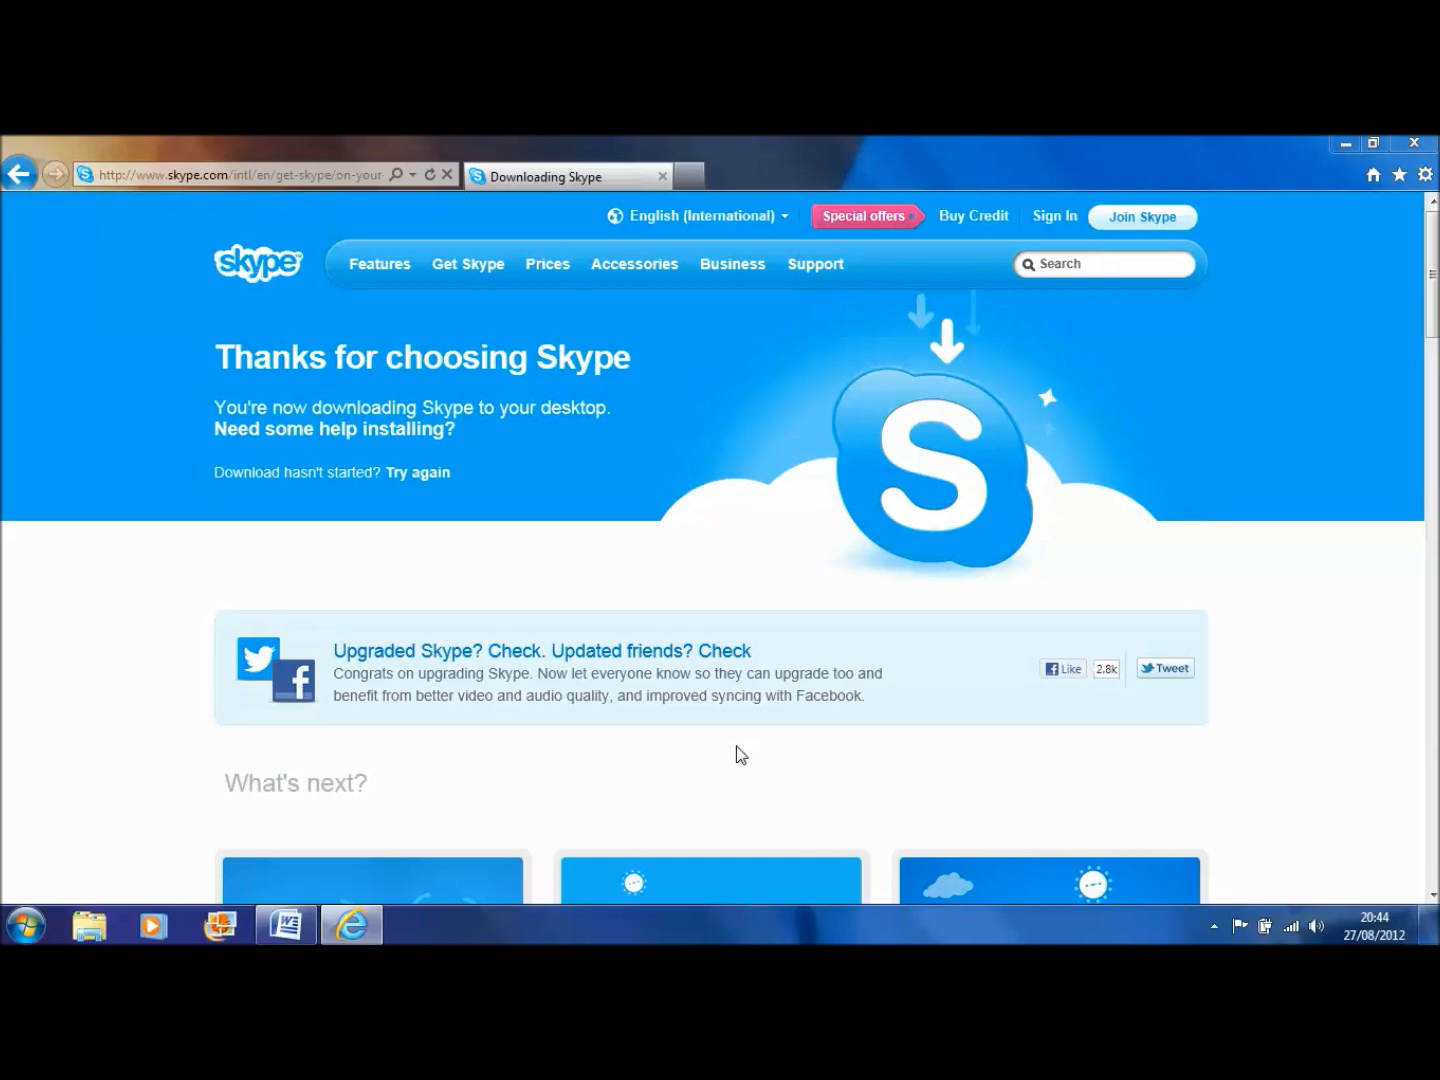 http://www.skype.com/intl/en/get-skype/on-your-
Downloading Skype
English (International)
Special offers
Buy Credit
Sign In
Join Skype
skype
Features
Get Skype
Prices
Accessories
Business
Support
Search
Thanks for choosing Skype
You're now downloading Skype to your desktop.
Need some help installing?
Download hasn't started? Try again
S
Upgraded Skype? Check. Updated friends? Check
Congrats on upgrading Skype. Now let everyone know so they can upgrade too and
benefit from better video and audio quality, and improved syncing with Facebook.
Like
2.8k
Tweet
What's next?
20:44
27/08/2012